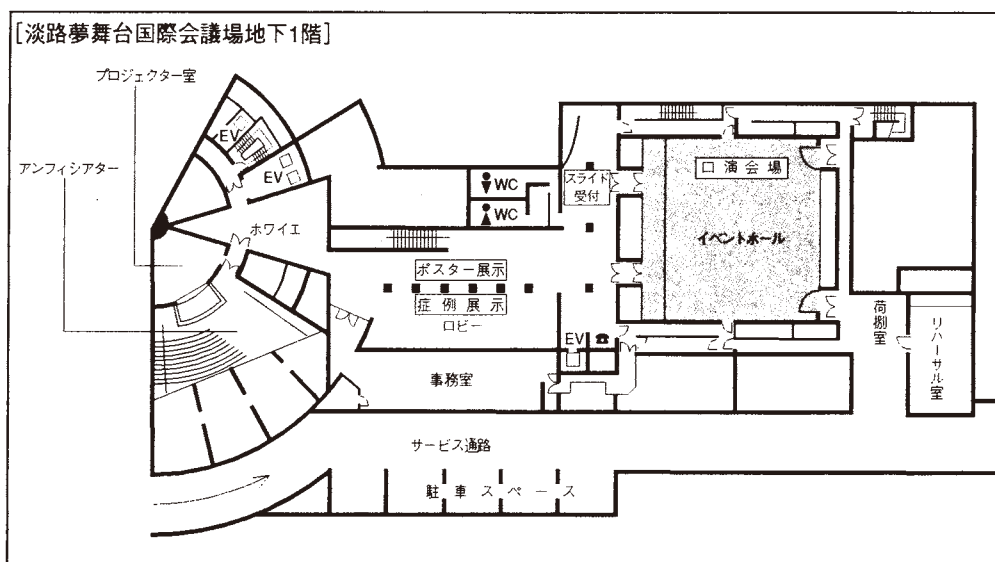 [淡路夢舞台国際会議場地下1階]
プロジェクター室
アンフィシアター
EV
EV
ホワイエ
WC
WC
スライド
受付
口演会場
イベントホール
ポスター展示
症例展示
ロビー
EV
事務室
荷捌室
リハーサル室
サービス通路
駐車スペース